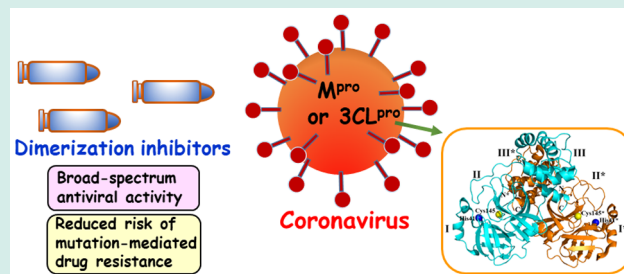 Dimerization inhibitors
Broad-spectrum
antiviral activity
Reduced risk of
mutation-mediated
drug resistance
Mpro
or 3CLpro
Coronavirus
III*
III
II
II*
Cys145
Cys145*
I